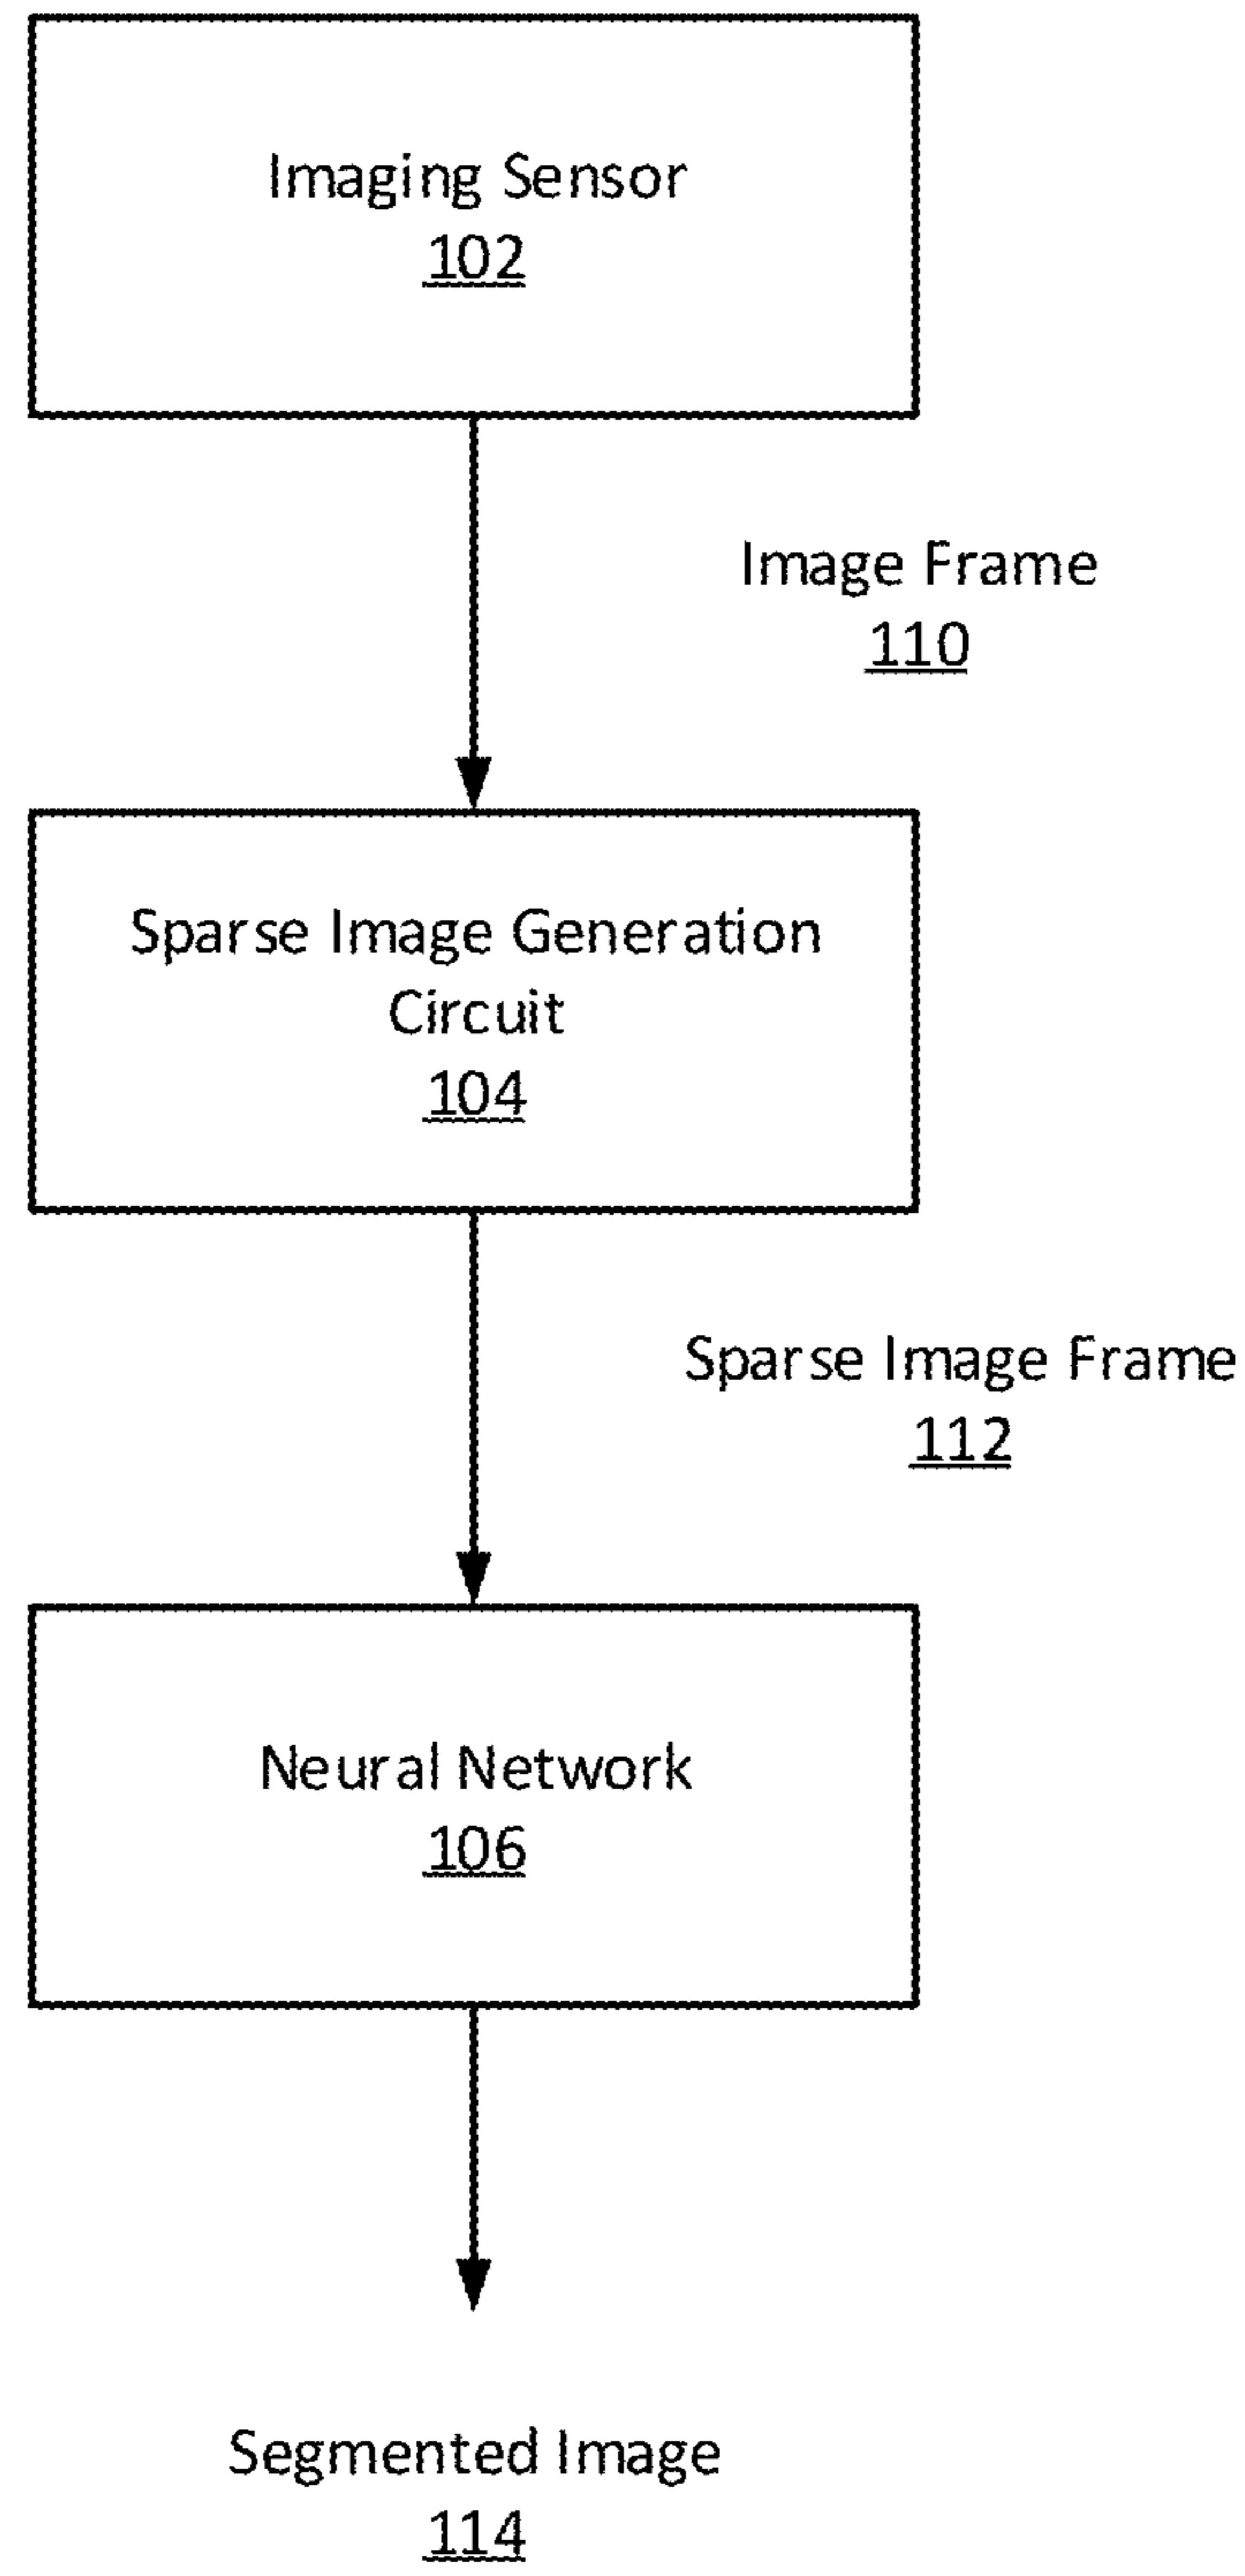 Imaging Sensor
102
Image Frame
110
Sparse Image Generation
Circuit
104
Sparse Image Frame
112
Neural Network
106
Segmented Image
114